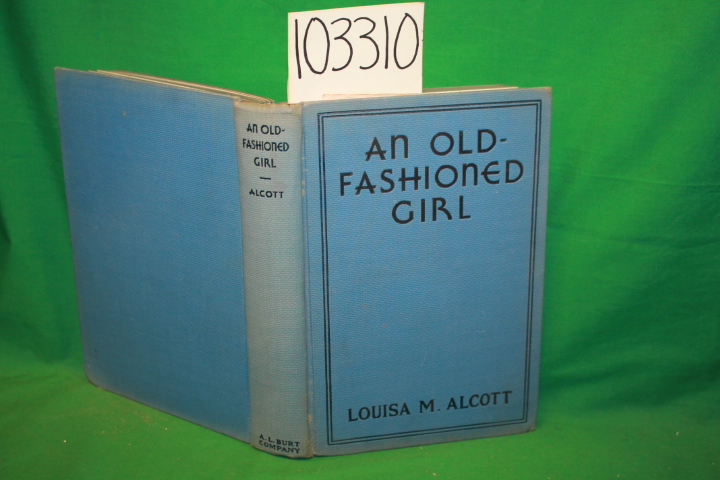 103310
AN OLD-
FASHIONED
GIRL
ALCOTT
A.L. BURT
COMPANY
AN OLD-
FASHIONED
GIRL
LOUISA M. ALCOTT